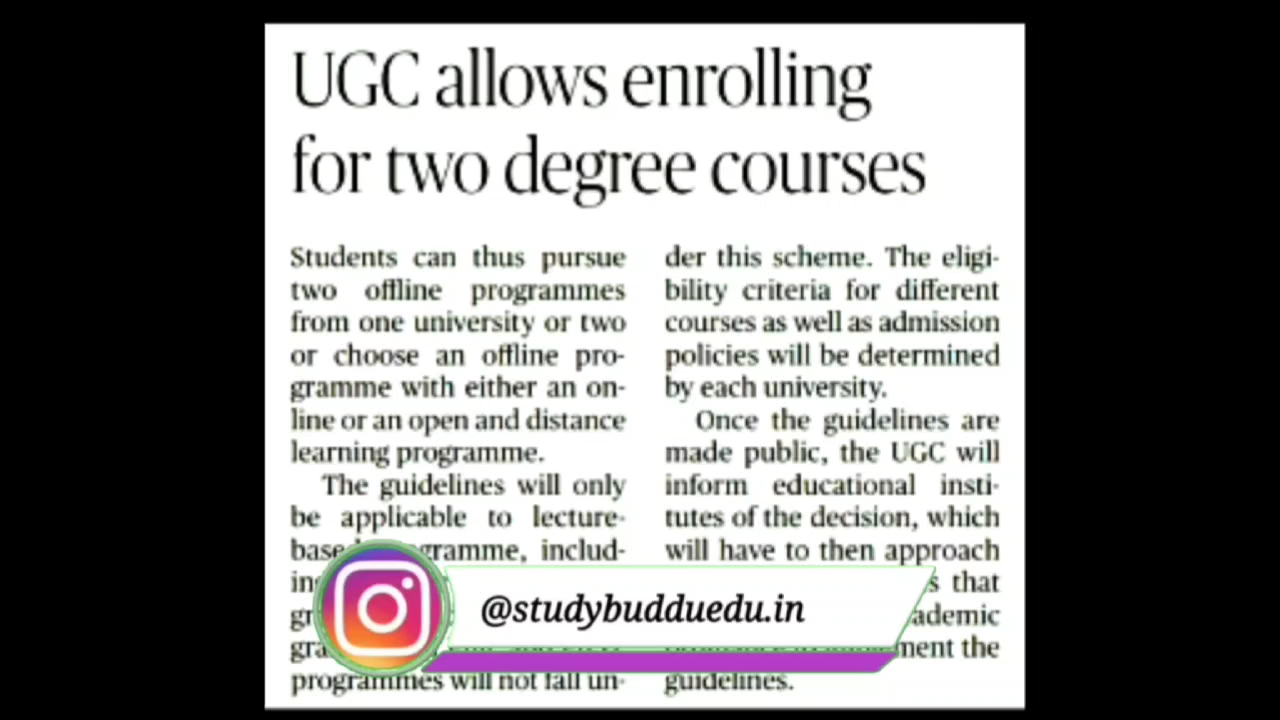 UGC allows enrolling
for two degree courses
Students can thus pursue
two offline programmes
from one university or two
or choose an offline pro-
gramme with either an on-
line or an open and distance
learning programme.
The guidelines will only
be applicable to lecture-
gramme, includ-
programmes will not fall un-
der this scheme. The eligi-
bility criteria for different
courses as well as admission
policies will be determined
by each university.
Once the guidelines are
made public, the UGC will
inform educational insti-
tutes of the decision, which
will have to then approach
that
ademic
ment the
guidelines.
@studybudduedu.in